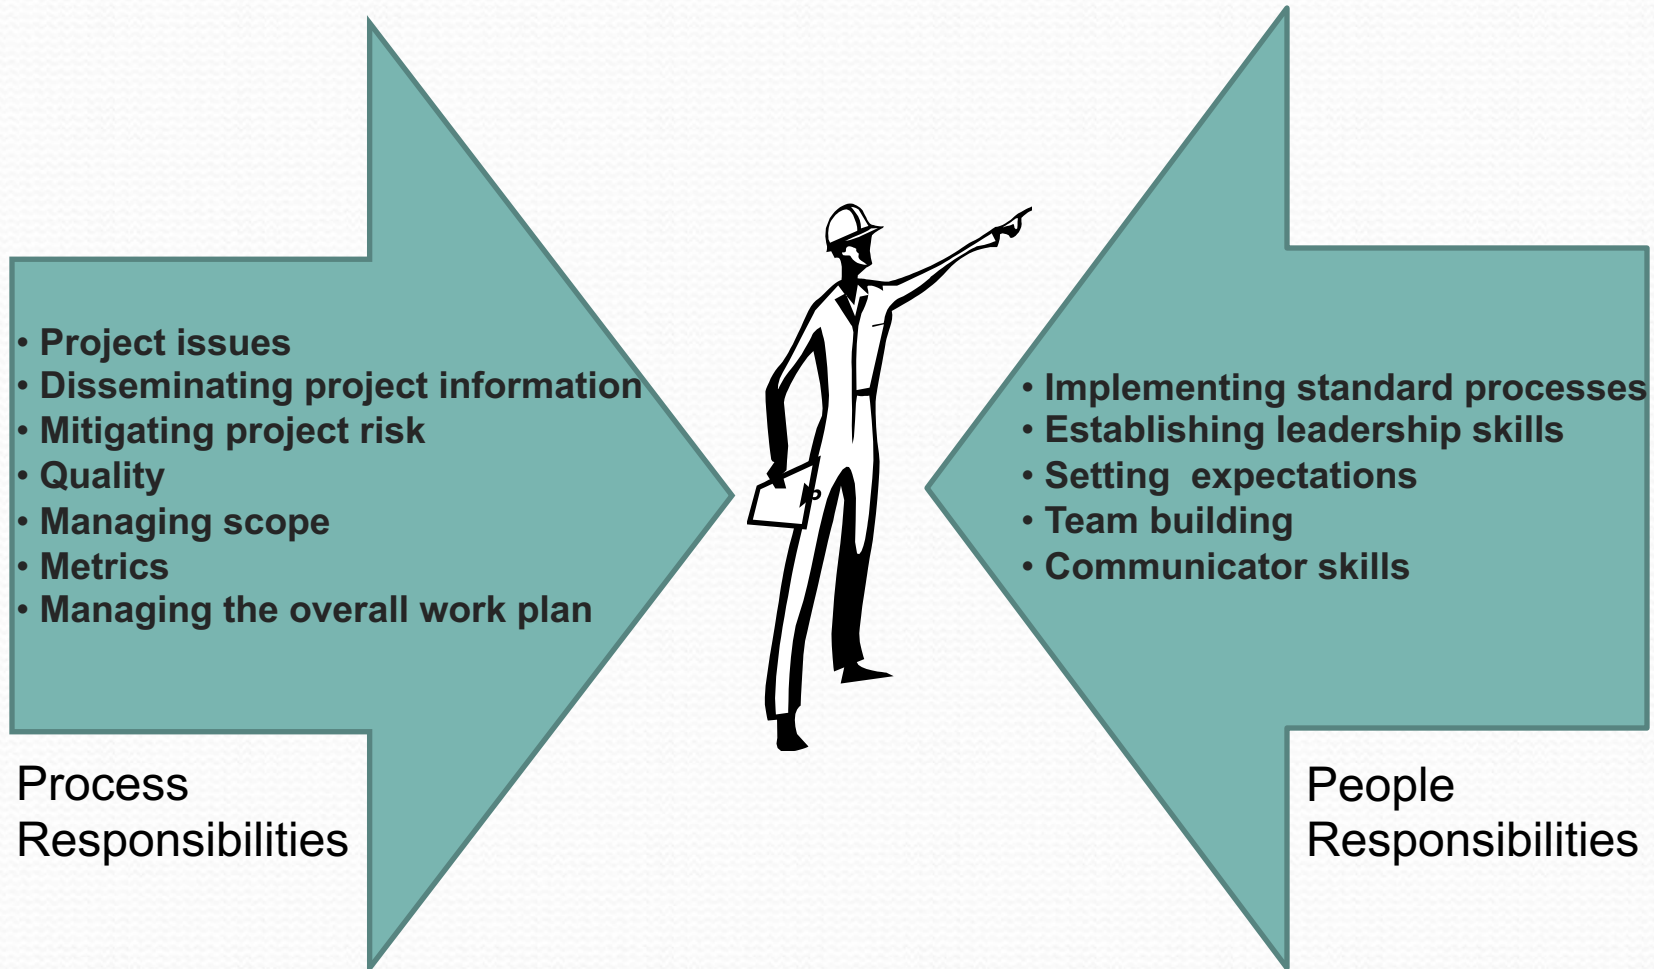 • Project issues
• Disseminating project information
• Mitigating project risk
• Quality
• Managing scope
• Metrics
• Managing the overall work plan
Process
Responsibilities
• Implementing standard processes
• Establishing leadership skills
• Setting  expectations
• Team building
• Communicator skills
People
Responsibilities